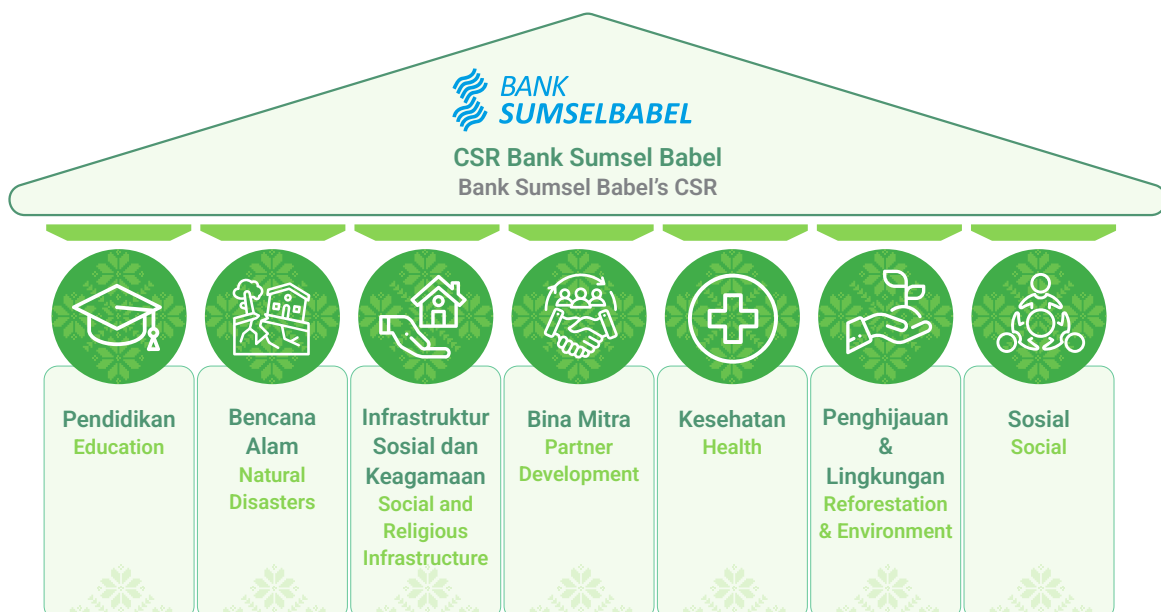 BANK
SUMSELBABEL
CSR Bank Sumsel Babel
Bank Sumsel Babel's CSR
Pendidikan
Education
Bencana
Alam
Natural
Disasters
Infrastruktur
Sosial dan
Keagamaan
Social and
Religious
Infrastructure
Bina Mitra
Partner
Development
Kesehatan
Health
Penghijauan
&
Lingkungan
Reforestation
& Environment
Sosial
Social